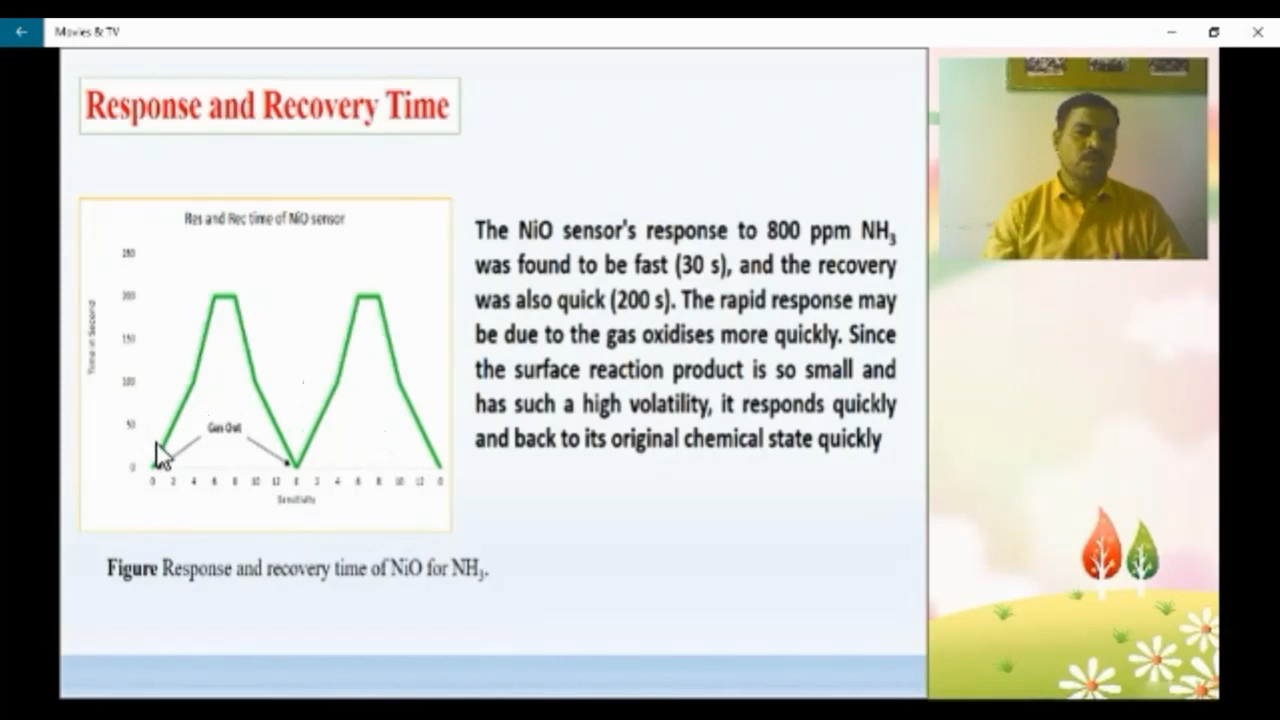 Movies & TV
Response and Recovery Time
Res and Rec time of NiO sensor
250
200
150
100
50
0
Time in Second
Gas Out
0 2 4 6 8 10 12 0 2 4 6 8 10 12 0
Sensitivity
The NiO sensor's response to 800 ppm NH₃
was found to be fast (30 s), and the recovery
was also quick (200 s). The rapid response may
be due to the gas oxidises more quickly. Since
the surface reaction product is so small and
has such a high volatility, it responds quickly
and back to its original chemical state quickly
Figure Response and recovery time of NiO for NH₃.